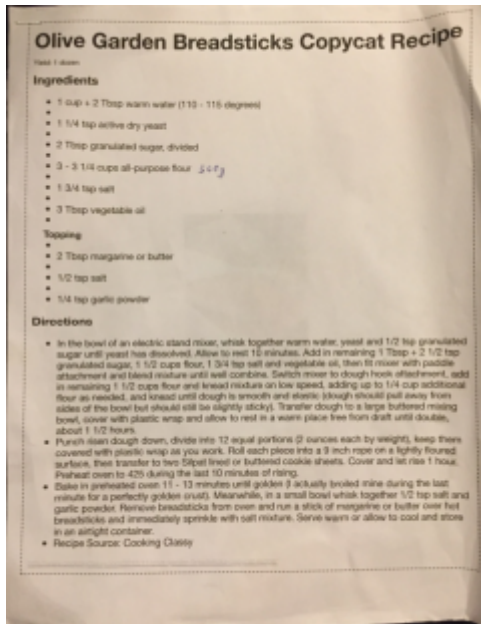 Olive Garden Breadsticks Copycat Recipe
Yield 1 dozen
Ingredients
• 1 cup + 2 Tbsp warm water (110 - 115 degrees)
•
• 1 1/4 tsp active dry yeast
•
• 2 Tbsp granulated sugar, divided
•
• 3 - 3 1/4 cups all-purpose flour
•
• 1 3/4 tsp salt
•
• 3 Tbsp vegetable oil
Topping
•
• 2 Tbsp margarine or butter
•
• 1/2 tsp salt
•
• 1/4 tsp garlic powder
Directions
• In the bowl of an electric stand mixer, whisk together warm water, yeast and 1/2 tsp granulated
sugar until yeast has dissolved. Allow to rest 10 minutes. Add in remaining 1 Tbsp + 2 1/2 tsp
granulated sugar, 1 1/2 cups flour, 1 3/4 tsp salt and vegetable oil, then fit mixer with paddle
attachment and blend mixture until well combine. Switch mixer to dough hook attachment, add
in remaining 1 1/2 cups flour and knead mixture on low speed, adding up to 1/4 cup additional
flour as needed, and knead until dough is smooth and elastic (dough should pull away from
sides of the bowl but should still be slightly sticky). Transfer dough to a large buttered mixing
bowl, cover with plastic wrap and allow to rest in a warm place free from draft until double,
about 1 1/2 hours.
• Punch risen dough down, divide into 12 equal portions (2 ounces each by weight), keep them
covered with plastic wrap as you work. Roll each piece into a 9 inch rope on a lightly floured
surface, then transfer to two Silpat lined or buttered cookie sheets. Cover and let rise 1 hour.
Preheat oven to 425 during the last 10 minutes of rising.
• Bake in preheated oven 11 - 13 minutes until golden (I actually broiled mine during the last
minute for a perfectly golden crust). Meanwhile, in a small bowl whisk together 1/2 tsp salt and
garlic powder. Remove breadsticks from oven and run a stick of margarine or butter over hot
breadsticks and immediately sprinkle with salt mixture. Serve warm or allow to cool and store
in an airtight container.
• Recipe Source: Cooking Classy